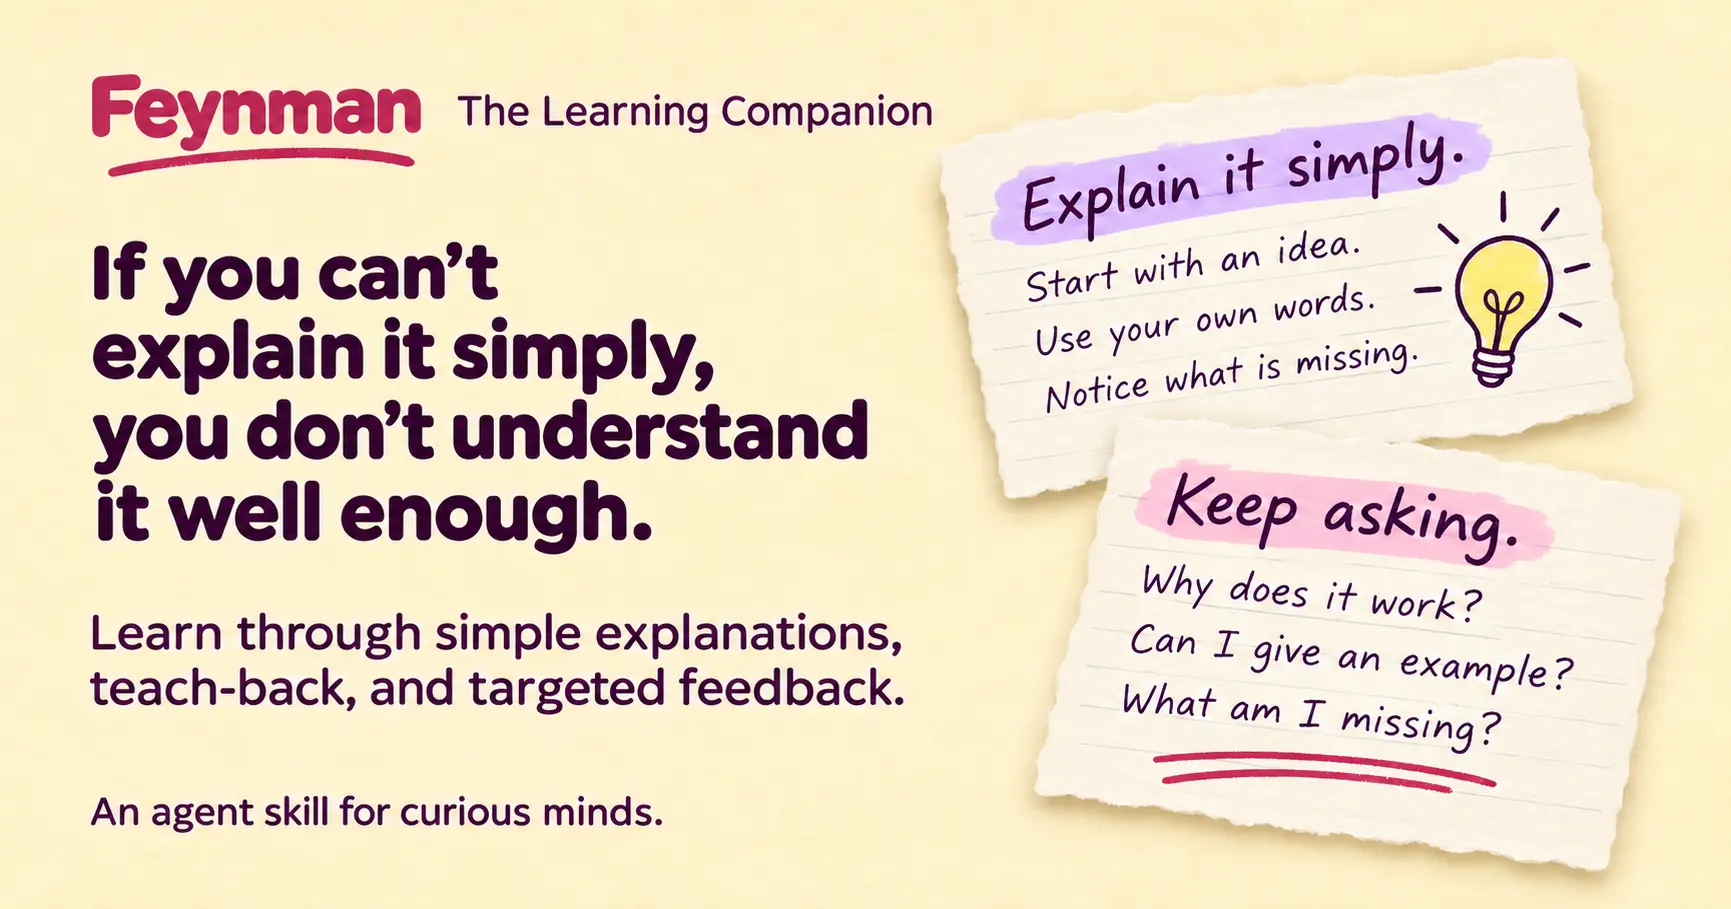 Feynman The Learning Companion
If you can’t
explain it simply,
you don’t understand
it well enough.
Learn through simple explanations,
teach-back, and targeted feedback.
An agent skill for curious minds.
Explain it simply.
Start with an idea.
Use your own words.
Notice what is missing.
Keep asking.
Why does it work?
Can I give an example?
What am I missing?